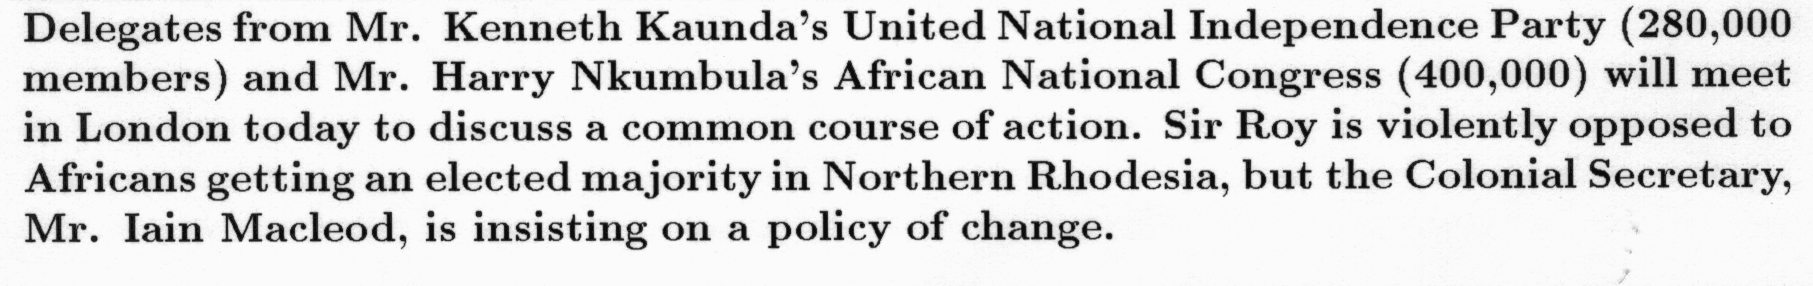 Delegates from Mr. Kenneth Kaunda's United National Independence Party (280,000
members) and Mr. Harry Nkumbula's African National Congress (400,000) will meet
in London today to discuss a common course of action. Sir Roy is violently opposed to
Africans getting an elected majority in Northern Rhodesia, but the Colonial Secretary,
Mr. Iain Macleod, is insisting on a policy of change.